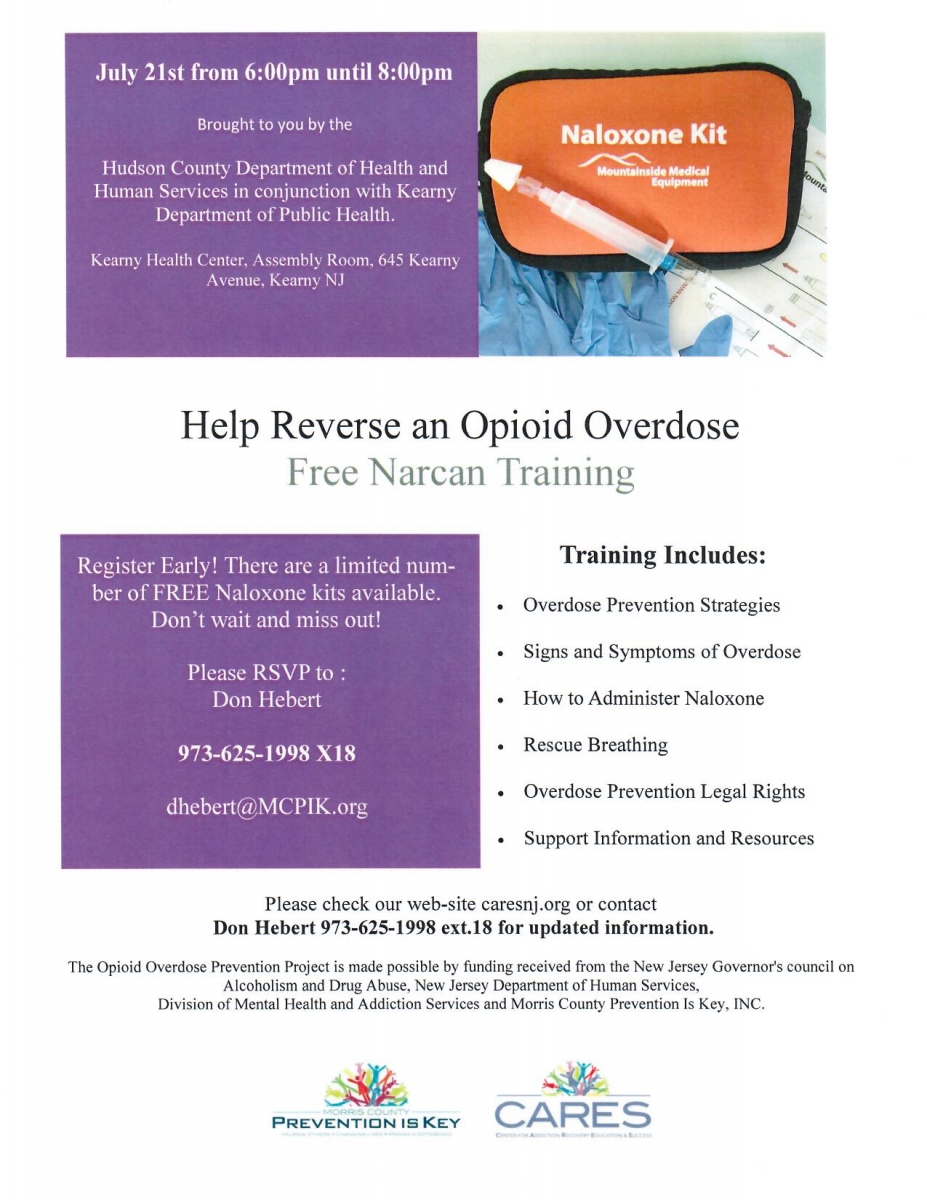 July 21st from 6:00pm until 8:00pm
Brought to you by the
Hudson County Department of Health and
Human Services in conjunction with Kearny
Department of Public Health.
Kearny Health Center, Assembly Room, 645 Kearny
Avenue, Kearny NJ
Naloxone Kit
Mountainside Medical
Equipment
Help Reverse an Opioid Overdose
Free Narcan Training
Register Early! There are a limited num-
ber of FREE Naloxone kits available.
Don’t wait and miss out!
Please RSVP to :
Don Hebert
973-625-1998 X18
dhebert@MCPIK.org
Training Includes:
• Overdose Prevention Strategies
• Signs and Symptoms of Overdose
• How to Administer Naloxone
• Rescue Breathing
• Overdose Prevention Legal Rights
• Support Information and Resources
Please check our web-site caresnj.org or contact
Don Hebert 973-625-1998 ext.18 for updated information.
The Opioid Overdose Prevention Project is made possible by funding received from the New Jersey Governor's council on
Alcoholism and Drug Abuse, New Jersey Department of Human Services,
Division of Mental Health and Addiction Services and Morris County Prevention Is Key, INC.
MORRIS COUNTY
PREVENTION IS KEY
CARES
CENTER FOR ADDICTION RECOVERY EDUCATION & SUCCESS